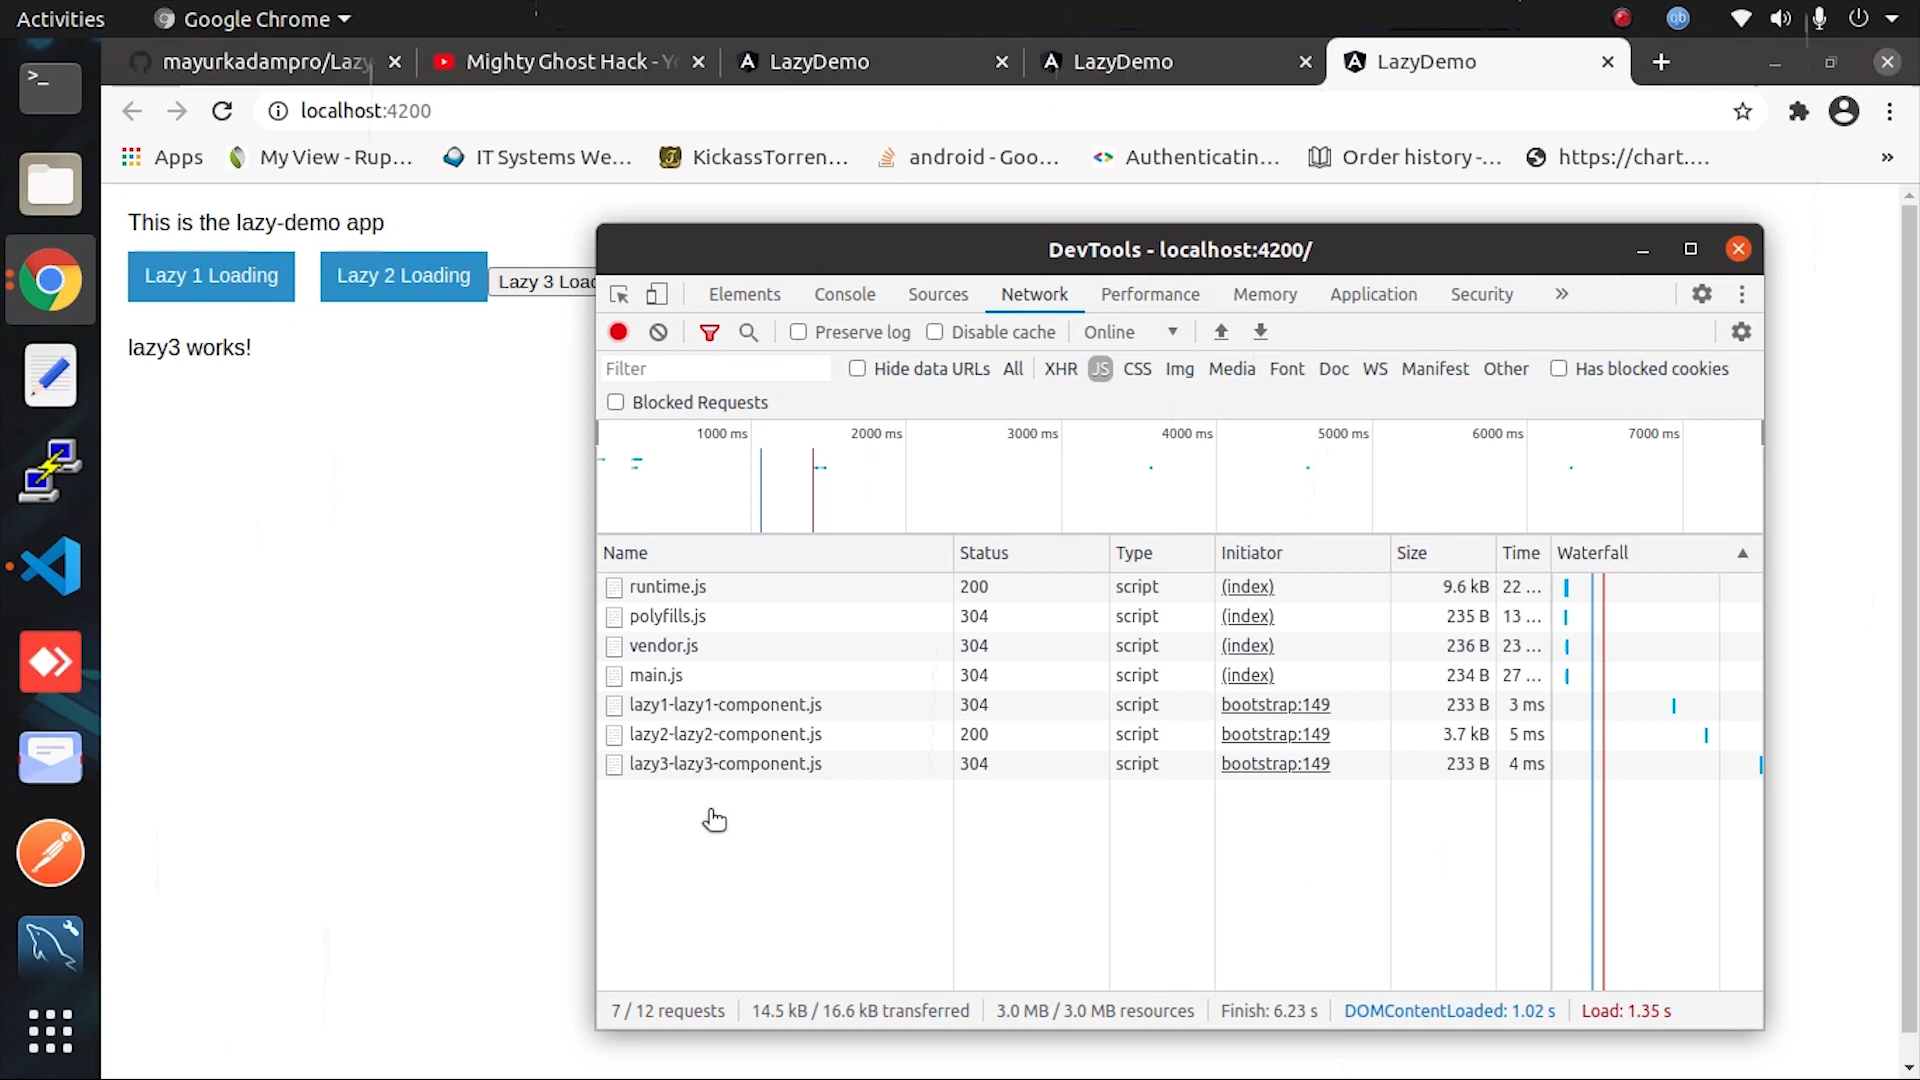 Activities
Google Chrome
qb
mayurkadampro/Lazy
Mighty Ghost Hack - Yo
LazyDemo
LazyDemo
LazyDemo
localhost:4200
Apps
My View - Rup...
IT Systems We...
KickassTorren...
android - Goo...
Authenticatin...
Order history -...
https://chart....
»
This is the lazy-demo app
Lazy 1 Loading
Lazy 2 Loading
Lazy 3 Load
lazy3 works!
DevTools - localhost:4200/
Elements
Console
Sources
Network
Performance
Memory
Application
Security
»
Preserve log
Disable cache
Online
Filter
Hide data URLs
All
XHR
JS
CSS
Img
Media
Font
Doc
WS
Manifest
Other
Has blocked cookies
Blocked Requests
1000 ms
2000 ms
3000 ms
4000 ms
5000 ms
6000 ms
7000 ms
Name Status Type Initiator Size Time Waterfall
runtime.js 200 script (index) 9.6 kB 22 ...
polyfills.js 304 script (index) 235 B 13 ...
vendor.js 304 script (index) 236 B 23 ...
main.js 304 script (index) 234 B 27 ...
lazy1-lazy1-component.js 304 script bootstrap:149 233 B 3 ms
lazy2-lazy2-component.js 200 script bootstrap:149 3.7 kB 5 ms
lazy3-lazy3-component.js 304 script bootstrap:149 233 B 4 ms
7 / 12 requests
14.5 kB / 16.6 kB transferred
3.0 MB / 3.0 MB resources
Finish: 6.23 s
DOMContentLoaded: 1.02 s
Load: 1.35 s